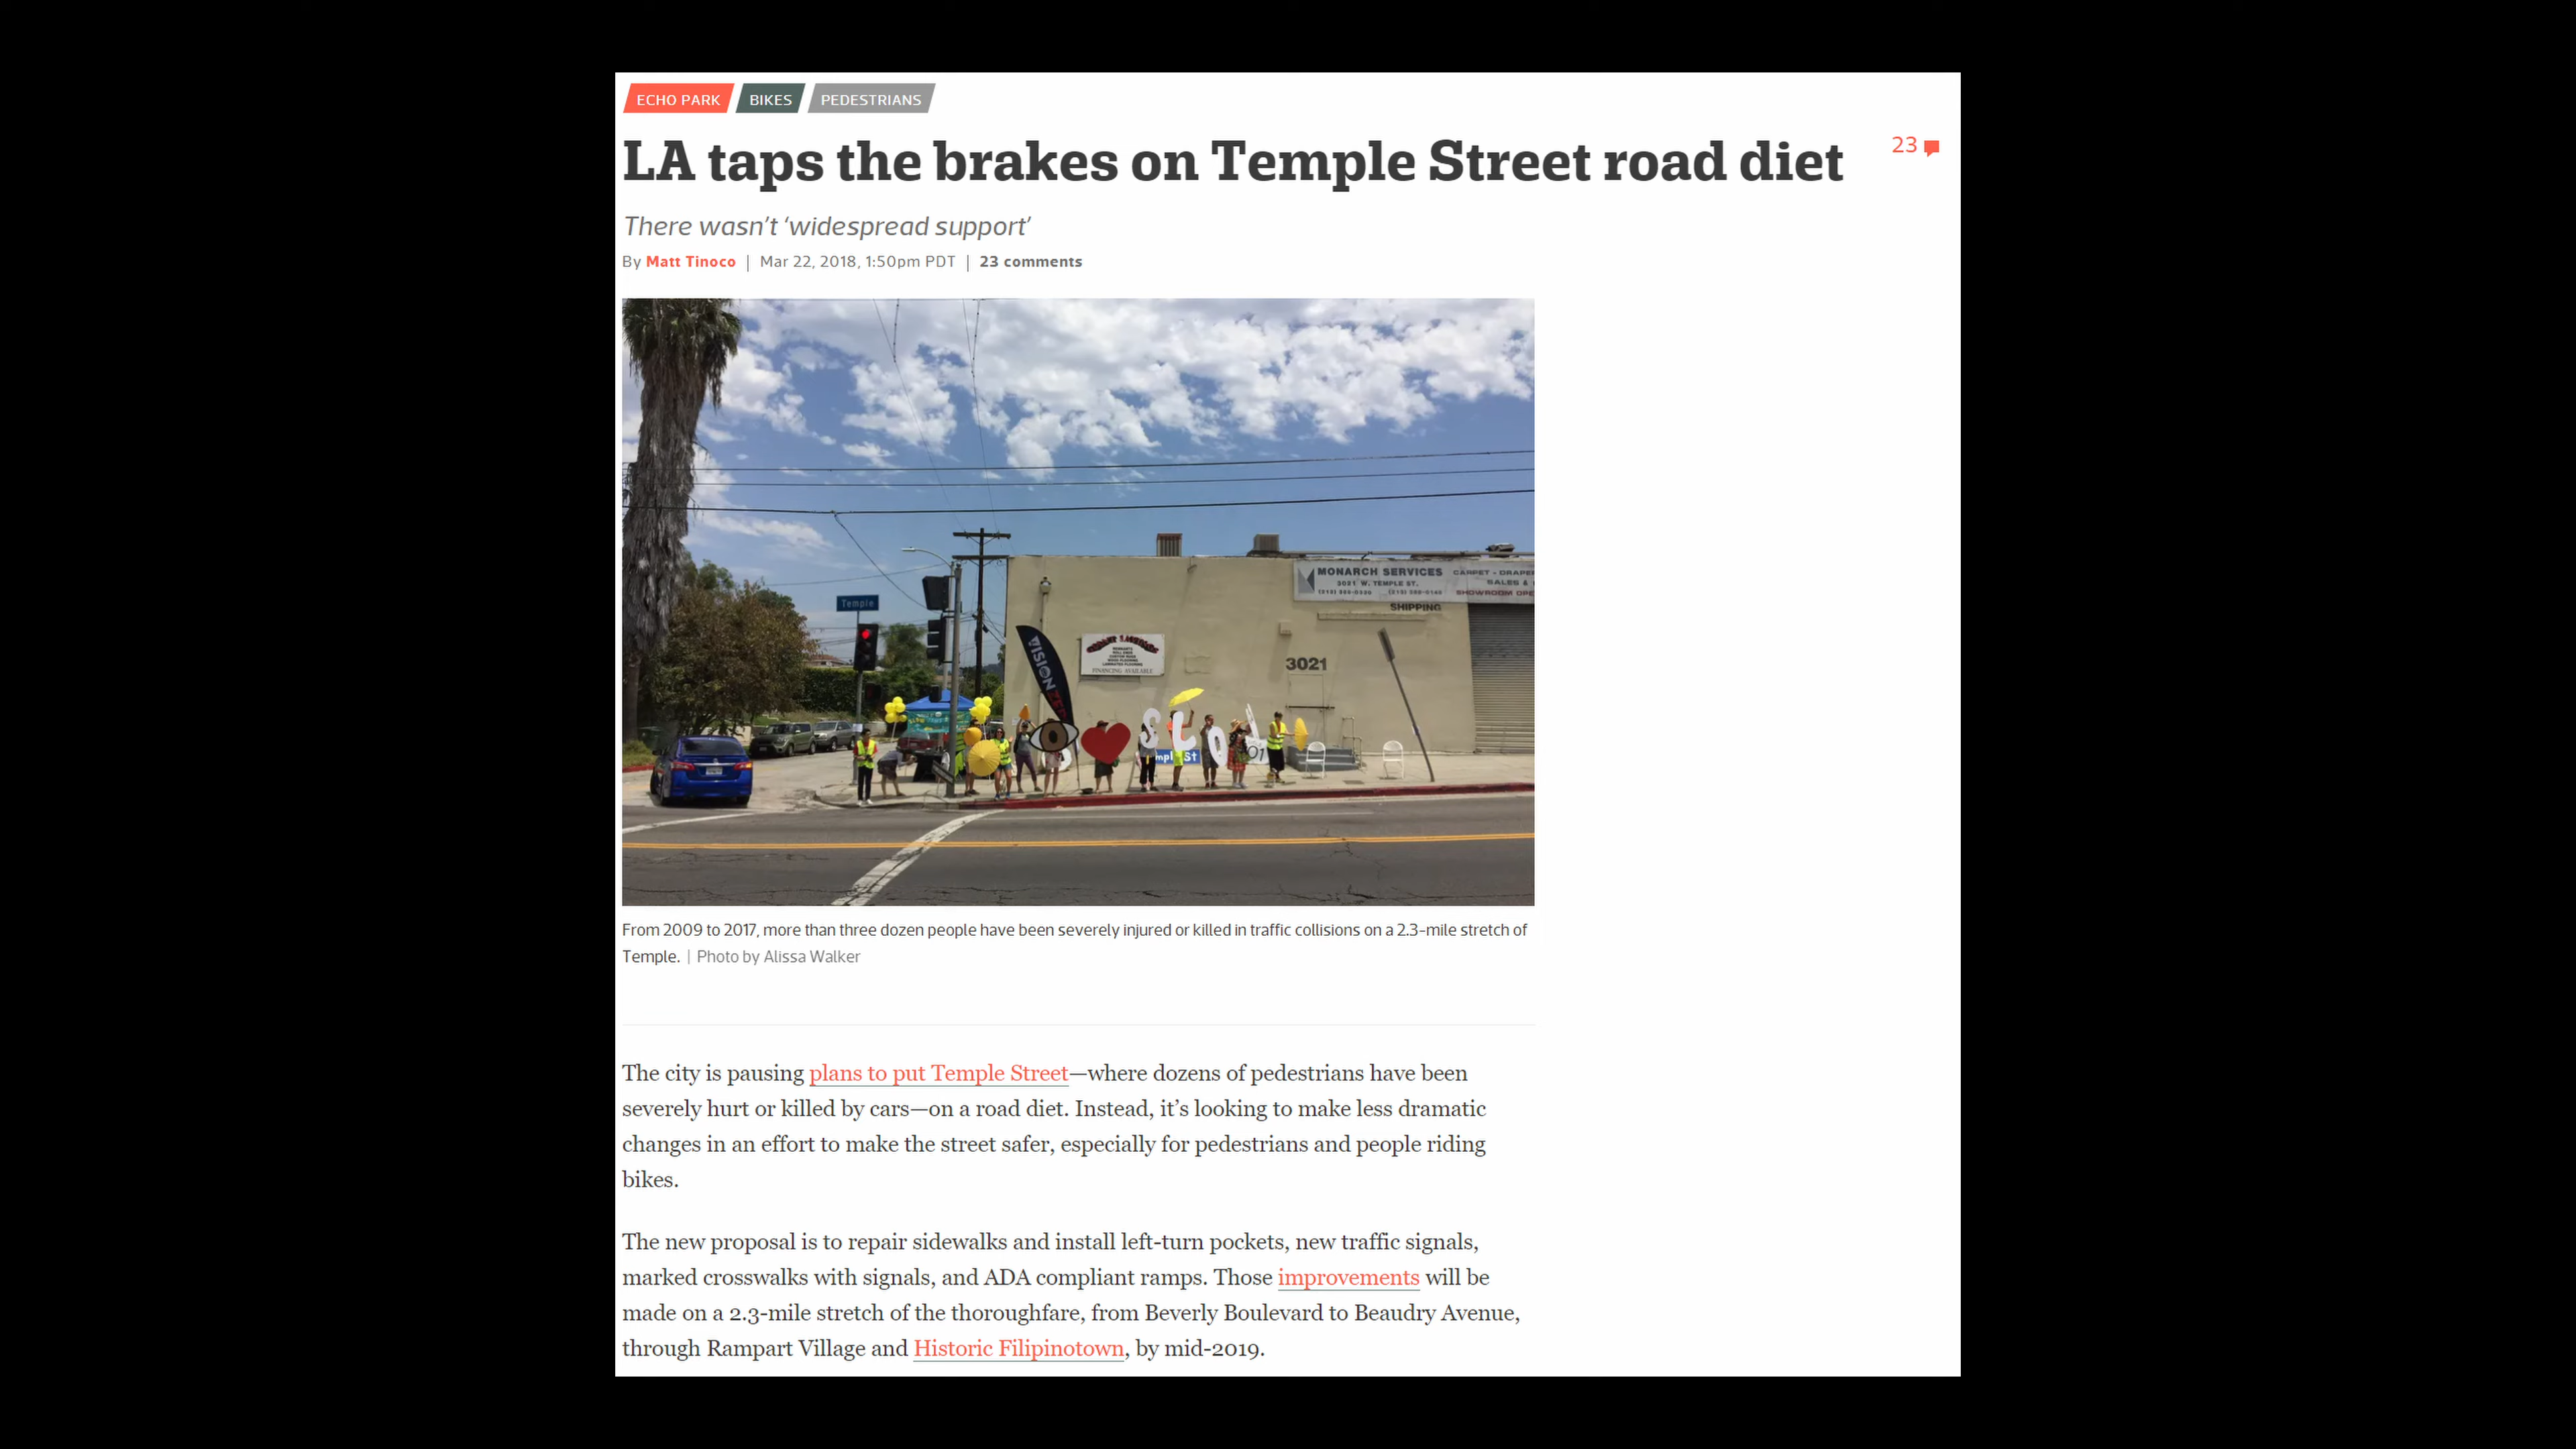 ECHO PARK BIKES PEDESTRIANS
LA taps the brakes on Temple Street road diet 23
There wasn't 'widespread support'
By Matt Tinoco | Mar 22, 2018, 1:50pm PDT | 23 comments
Temple
MONARCH SERVICES
3021 W. TEMPLE ST.
SHIPPING
SHOWROOM OPE
VISION ZERO
FINANCING AVAILABLE
3021
SLOW
mpl St
From 2009 to 2017, more than three dozen people have been severely injured or killed in traffic collisions on a 2.3-mile stretch of
Temple. | Photo by Alissa Walker
The city is pausing plans to put Temple Street—where dozens of pedestrians have been
severely hurt or killed by cars—on a road diet. Instead, it's looking to make less dramatic
changes in an effort to make the street safer, especially for pedestrians and people riding
bikes.
The new proposal is to repair sidewalks and install left-turn pockets, new traffic signals,
marked crosswalks with signals, and ADA compliant ramps. Those improvements will be
made on a 2.3-mile stretch of the thoroughfare, from Beverly Boulevard to Beaudry Avenue,
through Rampart Village and Historic Filipinotown, by mid-2019.